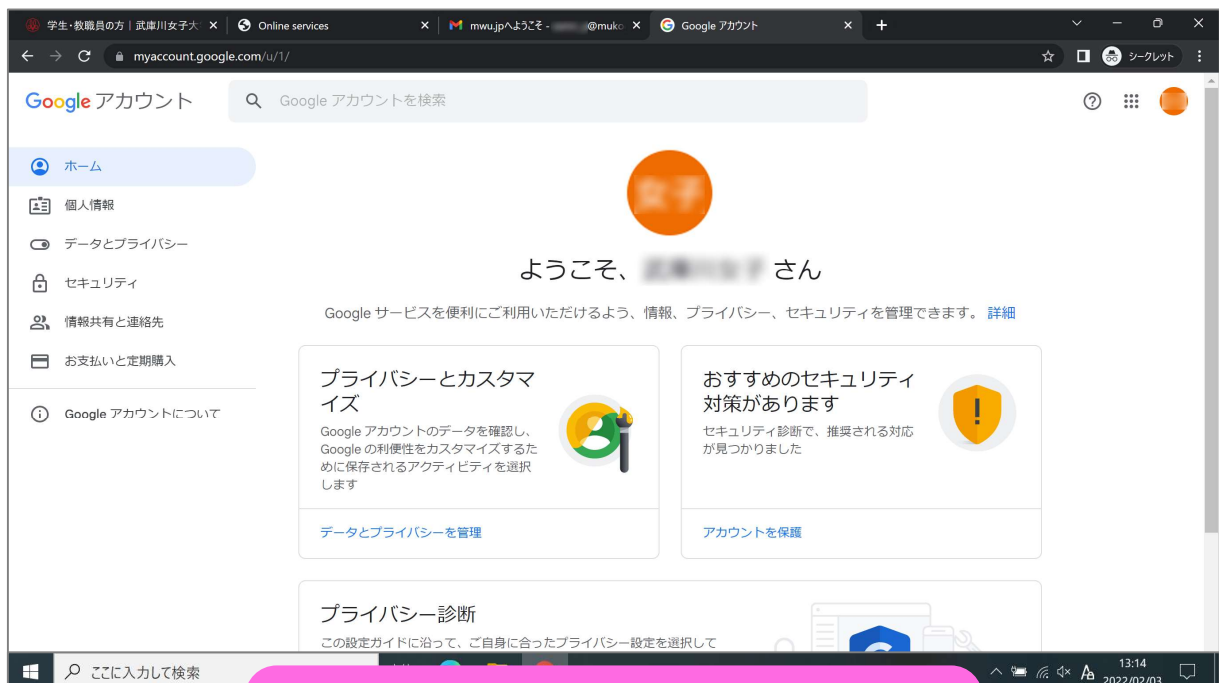 学生・教職員の方 | 武庫川女子大
Online services
mwu.jpへようこそ - @muko
Google アカウント
myaccount.google.com/u/1/
シークレット
Google アカウント
Google アカウントを検索
ホーム
個人情報
データとプライバシー
セキュリティ
情報共有と連絡先
お支払いと定期購入
Google アカウントについて
ようこそ、 さん
Google サービスを便利にご利用いただけるよう、情報、プライバシー、セキュリティを管理できます。 詳細
プライバシーとカスタマ
イズ
Google アカウントのデータを確認し、
Google の利便性をカスタマイズするた
めに保存されるアクティビティを選択
します
データとプライバシーを管理
おすすめのセキュリティ
対策があります
セキュリティ診断で、推奨される対応
が見つかりました
アカウントを保護
プライバシー診断
この設定ガイドに沿って、ご自身に合ったプライバシー設定を選択して
ここに入力して検索
A
13:14
2022/02/03